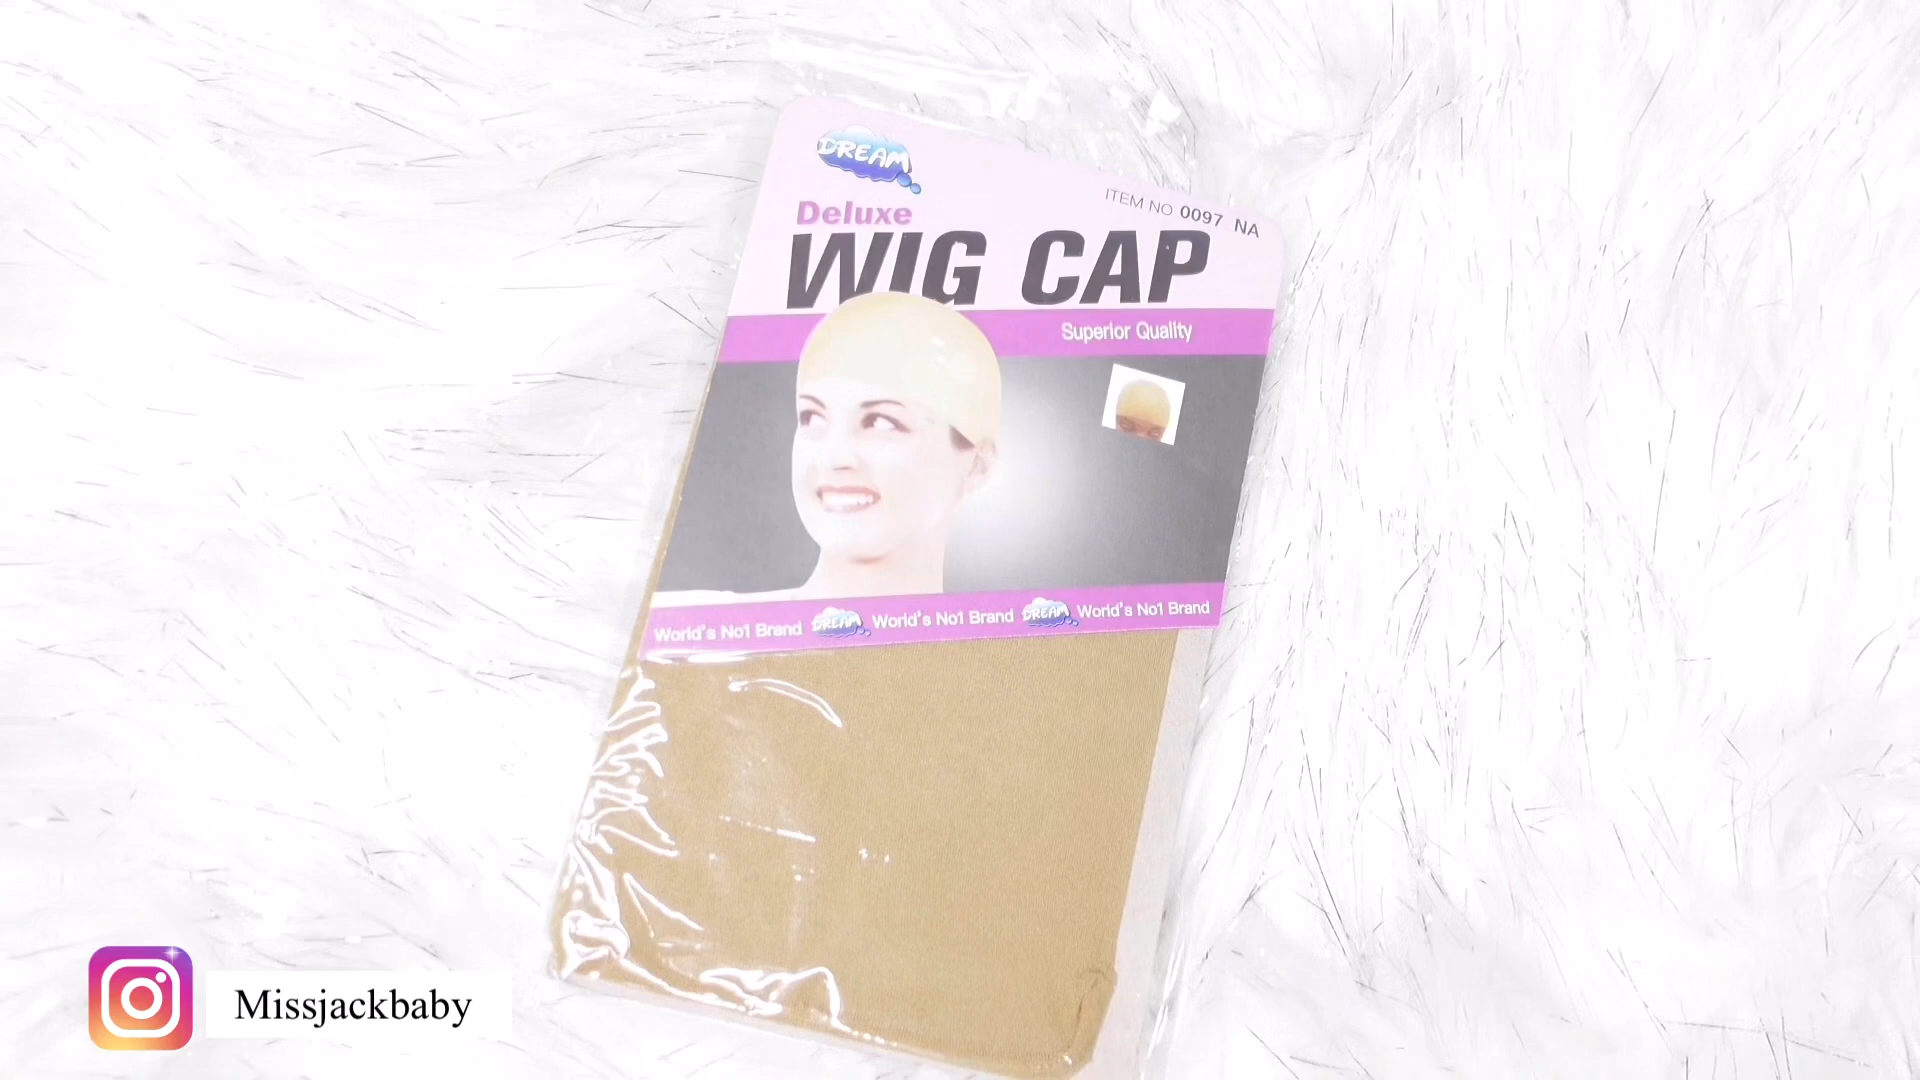 DREAM
ITEM NO 0097 NA
Deluxe
WIG CAP
Superior Quality
World's No1 Brand DREAM World's No1 Brand DREAM World's No1 Brand
Missjackbaby